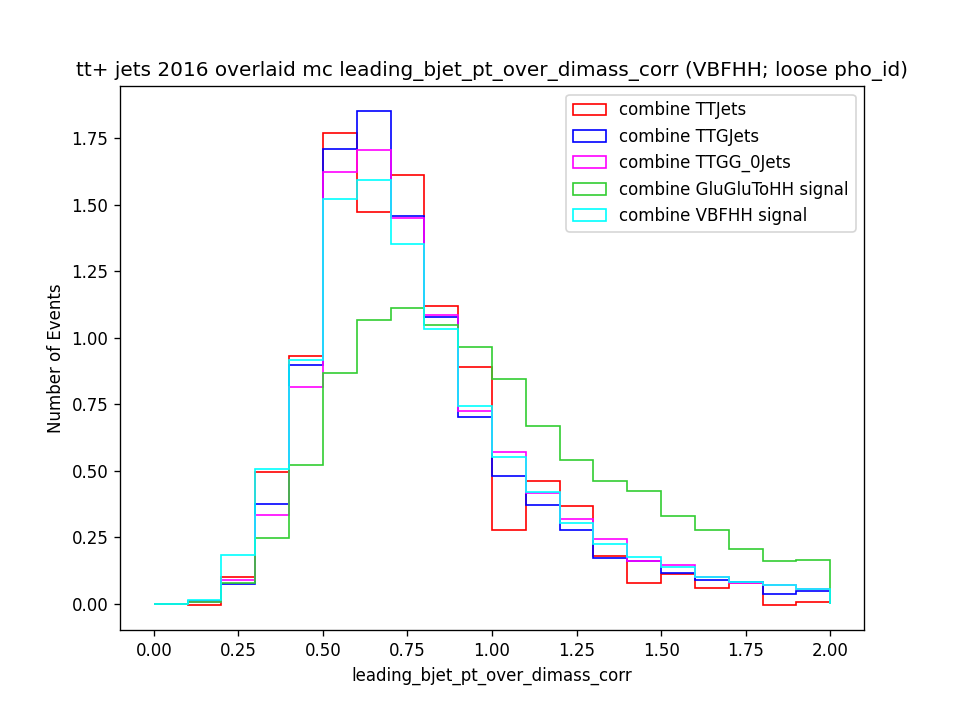 tt+ jets 2016 overlaid mc leading_bjet_pt_over_dimass_corr (VBFHH; loose pho_id)
combine TTJets
combine TTGJets
combine TTGG_0Jets
combine GluGluToHH signal
combine VBFHH signal
Number of Events
1.75
1.50
1.25
1.00
0.75
0.50
0.25
0.00
0.00 0.25 0.50 0.75 1.00 1.25 1.50 1.75 2.00
leading_bjet_pt_over_dimass_corr